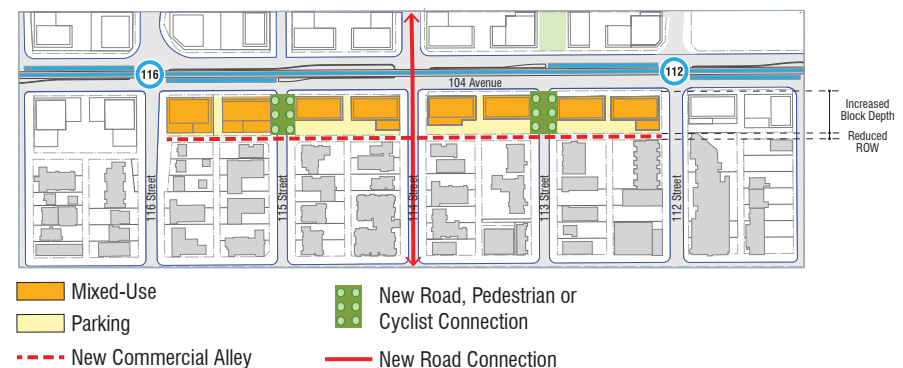 116
112
104 Avenue
Increased
Block Depth
Reduced
ROW
116 Street
115 Street
114 Street
113 Street
112 Street
Mixed-Use
Parking
New Commercial Alley
New Road, Pedestrian or
Cyclist Connection
New Road Connection